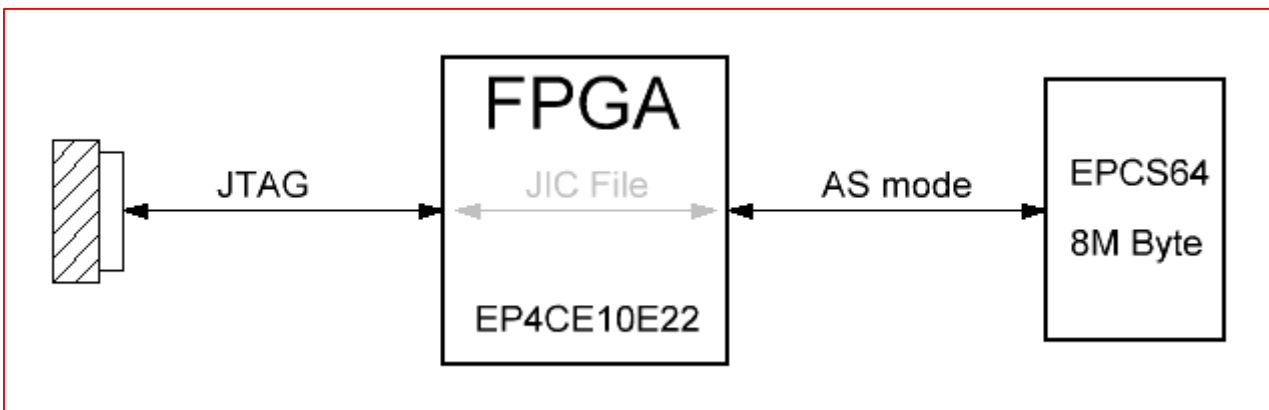 FPGA
JTAG
JIC File
AS mode
EPCS64
8M Byte
EP4CE10E22